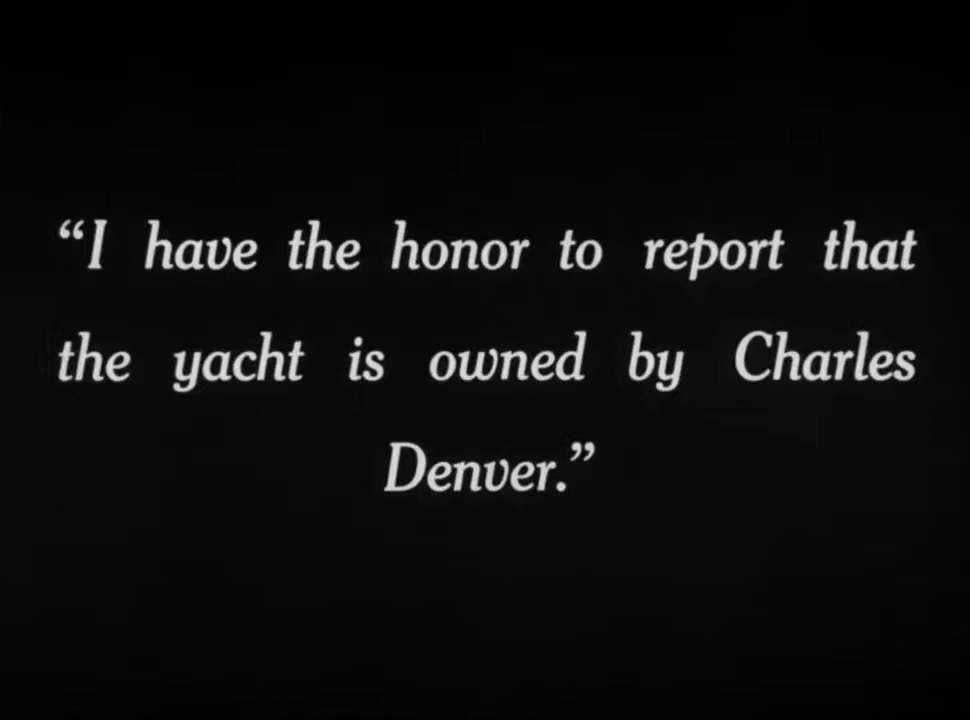 “I have the honor to report that
the yacht is owned by Charles
Denver.”